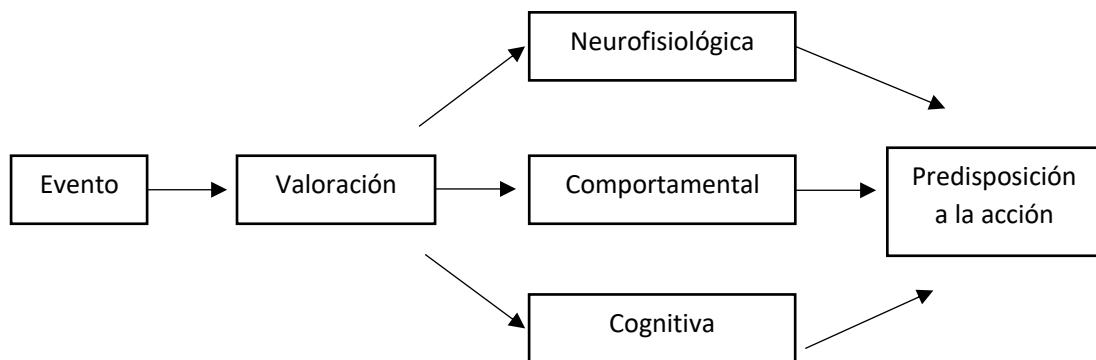 Neurofisiológica
Evento
Valoración
Comportamental
Predisposición
a la acción
Cognitiva